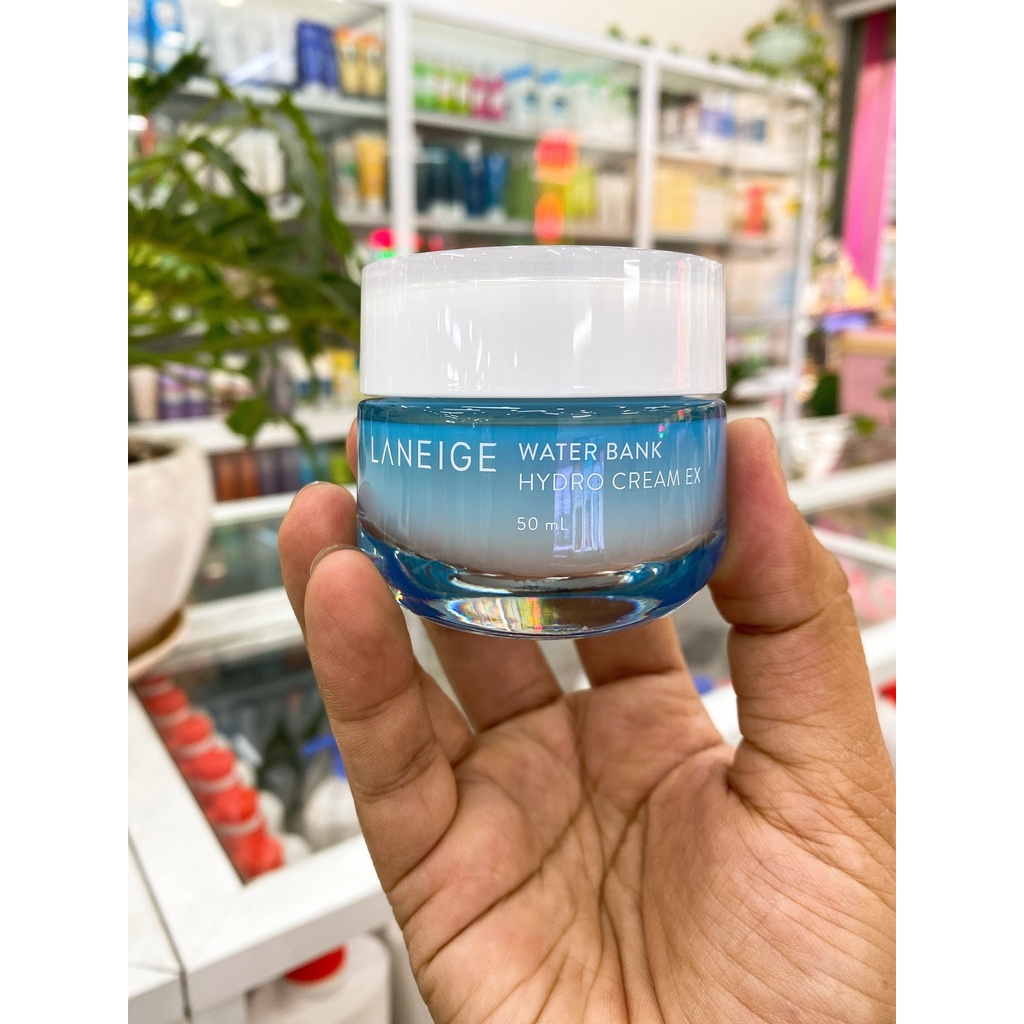 LANEIGE
WATER BANK
HYDRO CREAM EX
50 mL